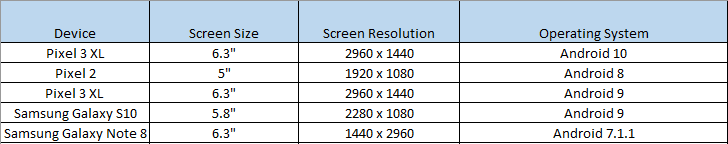 Device Screen Size Screen Resolution Operating System
Pixel 3 XL 6.3" 2960 x 1440 Android 10
Pixel 2 5" 1920 x 1080 Android 8
Pixel 3 XL 6.3" 2960 x 1440 Android 9
Samsung Galaxy S10 5.8" 2280 x 1080 Android 9
Samsung Galaxy Note 8 6.3" 1440 x 2960 Android 7.1.1